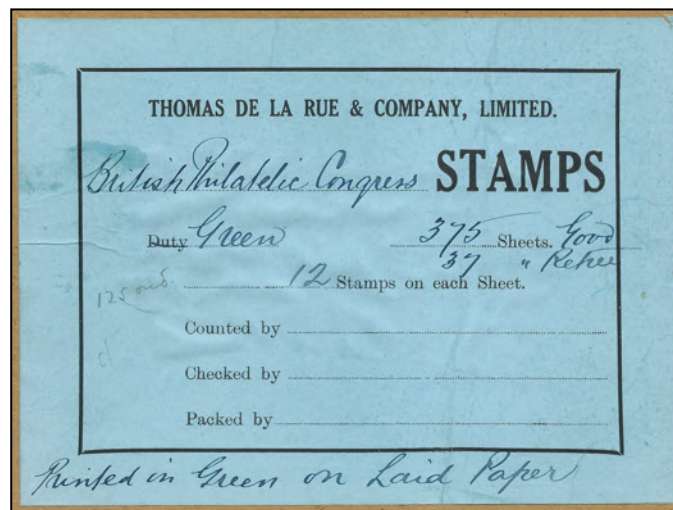 THOMAS DE LA RUE & COMPANY, LIMITED.
British Philatelic Congress STAMPS
Duty Green 375 Sheets. Good
37 " Retree
12 Stamps on each Sheet.
125
Counted by
Checked by
Packed by
Printed in Green on Laid Paper